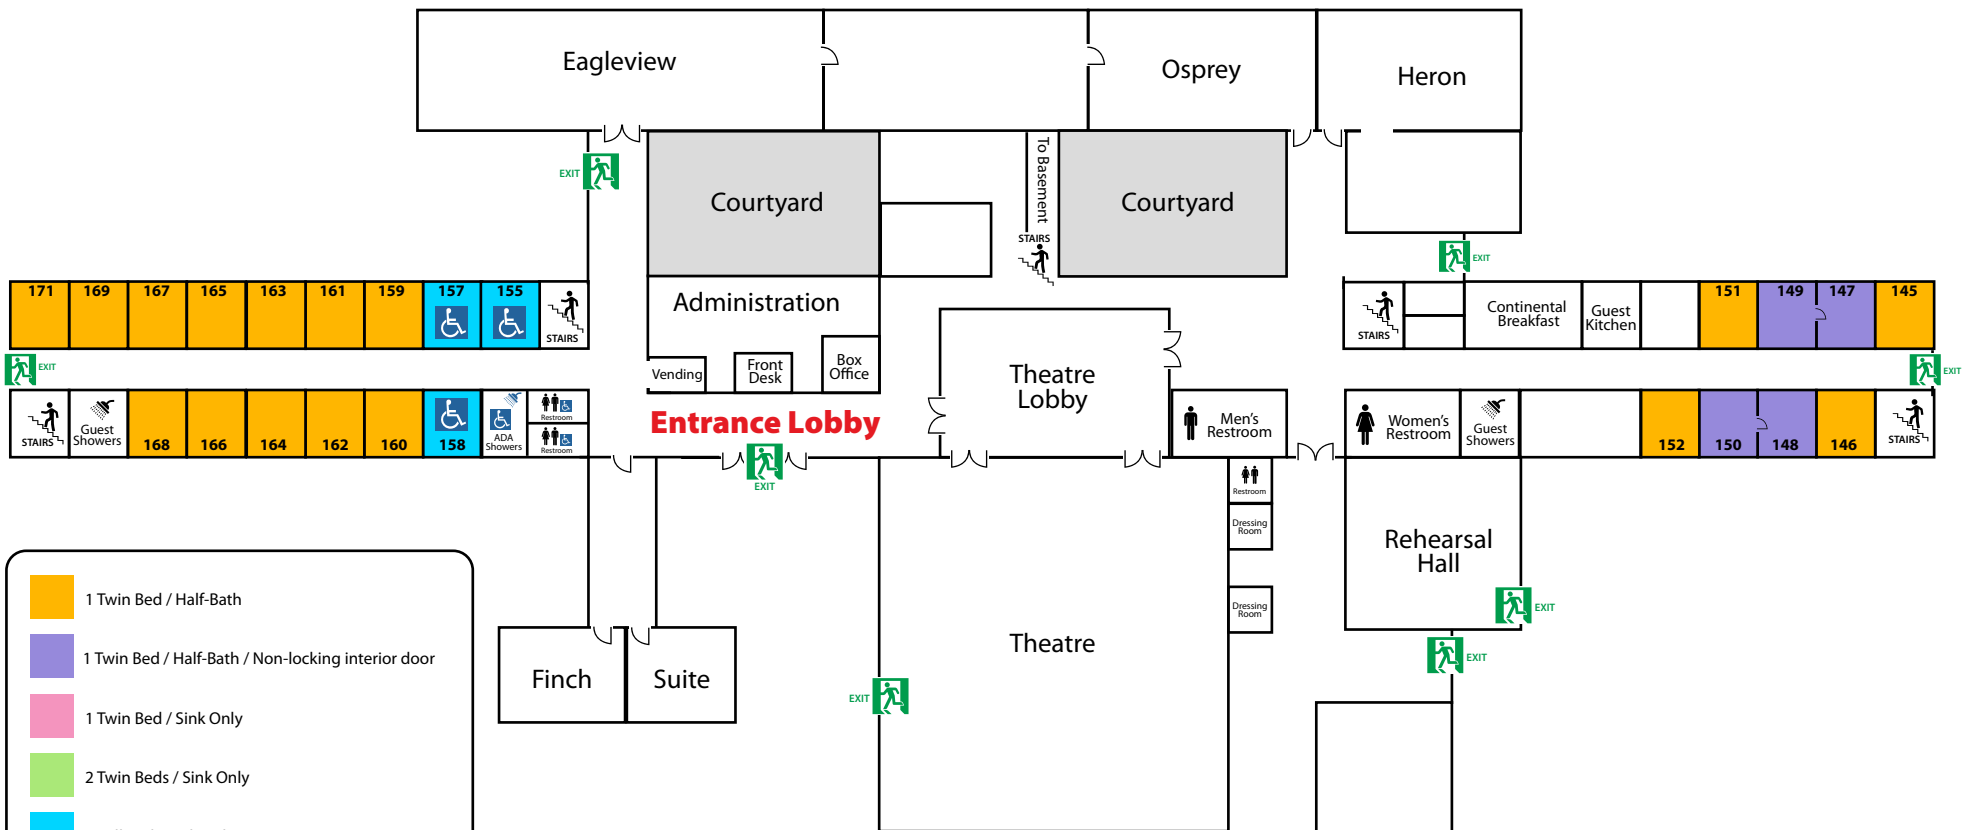 Eagleview
Osprey
Heron
EXIT
Courtyard
To Basement
STAIRS
Courtyard
EXIT
171 169 167 165 163 161 159 157 155
STAIRS
Administration
Vending
Front
Desk
Box
Office
Theatre
Lobby
STAIRS
Continental
Breakfast
Guest
Kitchen
151 149 147 145
EXIT
EXIT
STAIRS
Guest
Showers
168 166 164 162 160 158
ADA
Showers
Restroom
Restroom
Entrance Lobby
EXIT
Men's
Restroom
Women's
Restroom
Guest
Showers
152 150 148 146
STAIRS
Restroom
Dressing
Room
Dressing
Room
Rehearsal
Hall
EXIT
EXIT
Finch
Suite
Theatre
EXIT
1 Twin Bed / Half-Bath
1 Twin Bed / Half-Bath / Non-locking interior door
1 Twin Bed / Sink Only
2 Twin Beds / Sink Only